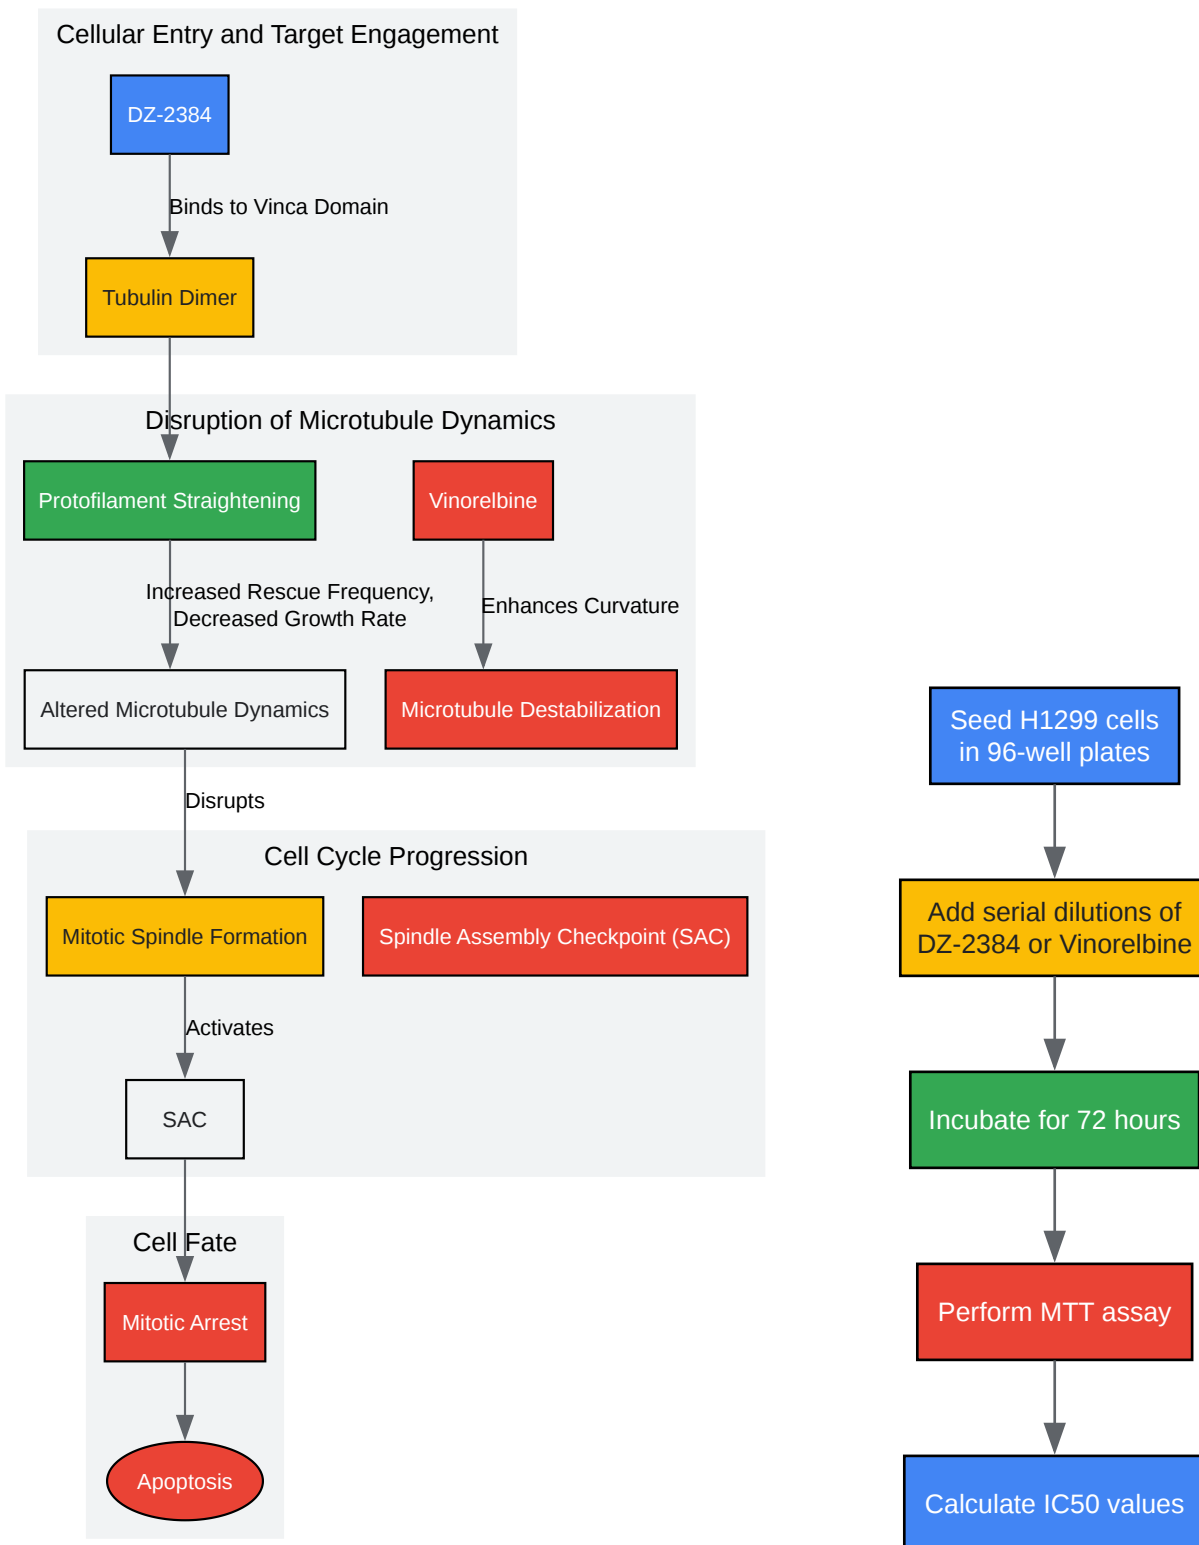 Cellular Entry and Target Engagement
DZ-2384
Binds to Vinca Domain
Tubulin Dimer
Disruption of Microtubule Dynamics
Protofilament Straightening
Vinorelbine
Increased Rescue Frequency,
Decreased Growth Rate
Enhances Curvature
Altered Microtubule Dynamics
Microtubule Destabilization
Disrupts
Cell Cycle Progression
Mitotic Spindle Formation
Spindle Assembly Checkpoint (SAC)
Activates
SAC
Cell Fate
Mitotic Arrest
Apoptosis
Seed H1299 cells
in 96-well plates
Add serial dilutions of
DZ-2384 or Vinorelbine
Incubate for 72 hours
Perform MTT assay
Calculate IC50 values